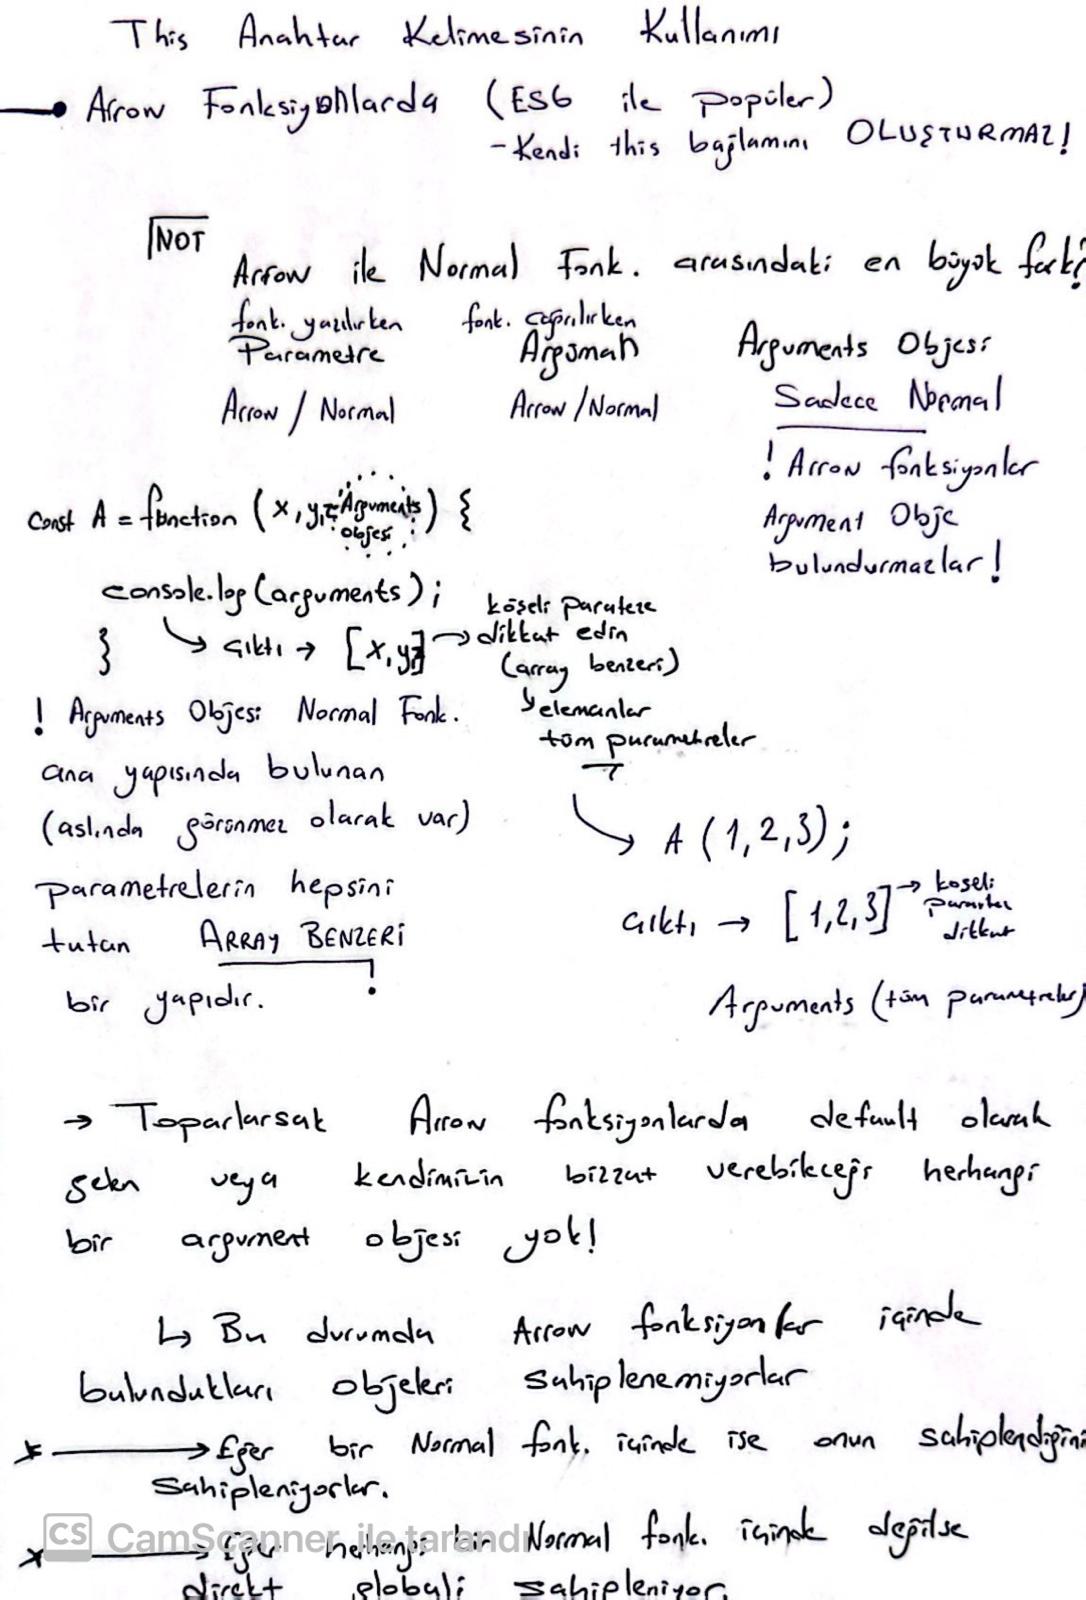 This Anahtar Kelimesinin Kullanımı
Arrow Fonksiyonlarda (ES6 ile popüler)
- Kendi this bağlamını OLUŞTURMAZ!
NOT
Arrow ile Normal Fonk. arasındaki en büyük fark?
fonk. yazılırken
Parametre
Arrow / Normal
fonk. çağrılırken
Argüman
Arrow / Normal
Arguments Objesi
Sadece Normal
! Arrow fonksiyonlar
Argument Obje
bulundurmazlar!
const A = function (x, y, z Arguments objesi) {
console.log(arguments);
} çıktı → [x, y, z]
köşeli paranteze
dikkat edin
(array benzeri)
elemanlar
tüm parametreler
! Arguments Objesi Normal Fonk.
ana yapısında bulunan
(aslında görünmez olarak var)
parametrelerin hepsini
tutan ARRAY BENZERİ
bir yapıdır.
→ A (1,2,3);
çıktı → [1,2,3] → köşeli
parantez
dikkat
Arguments (tüm parametreler)
→ Toparlarsak Arrow fonksiyonlarda default olarak
gelen veya kendimizin bizzat verebileceği herhangi
bir argument objesi yok!
↳ Bu durumda Arrow fonksiyonlar içinde
bulundukları objeleri sahiplenemiyorlar
* → Eğer bir Normal fonk. içinde ise onun sahiplendiğini
sahipleniyorlar.
* → Eğer herhangi bir Normal fonk. içinde değilse
direkt globali sahipleniyor.
CS CamScanner ile tarandı